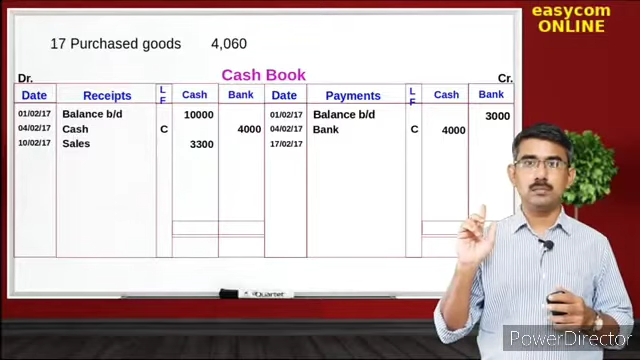 easycom
ONLINE
17 Purchased goods 4,060
Dr. Cash Book Cr.
Date Receipts L F Cash Bank Date Payments L F Cash Bank
01/02/17 Balance b/d 10000 01/02/17 Balance b/d 3000
04/02/17 Cash C 4000 04/02/17 Bank C 4000
10/02/17 Sales 3300 17/02/17
Quartet
PowerDirector